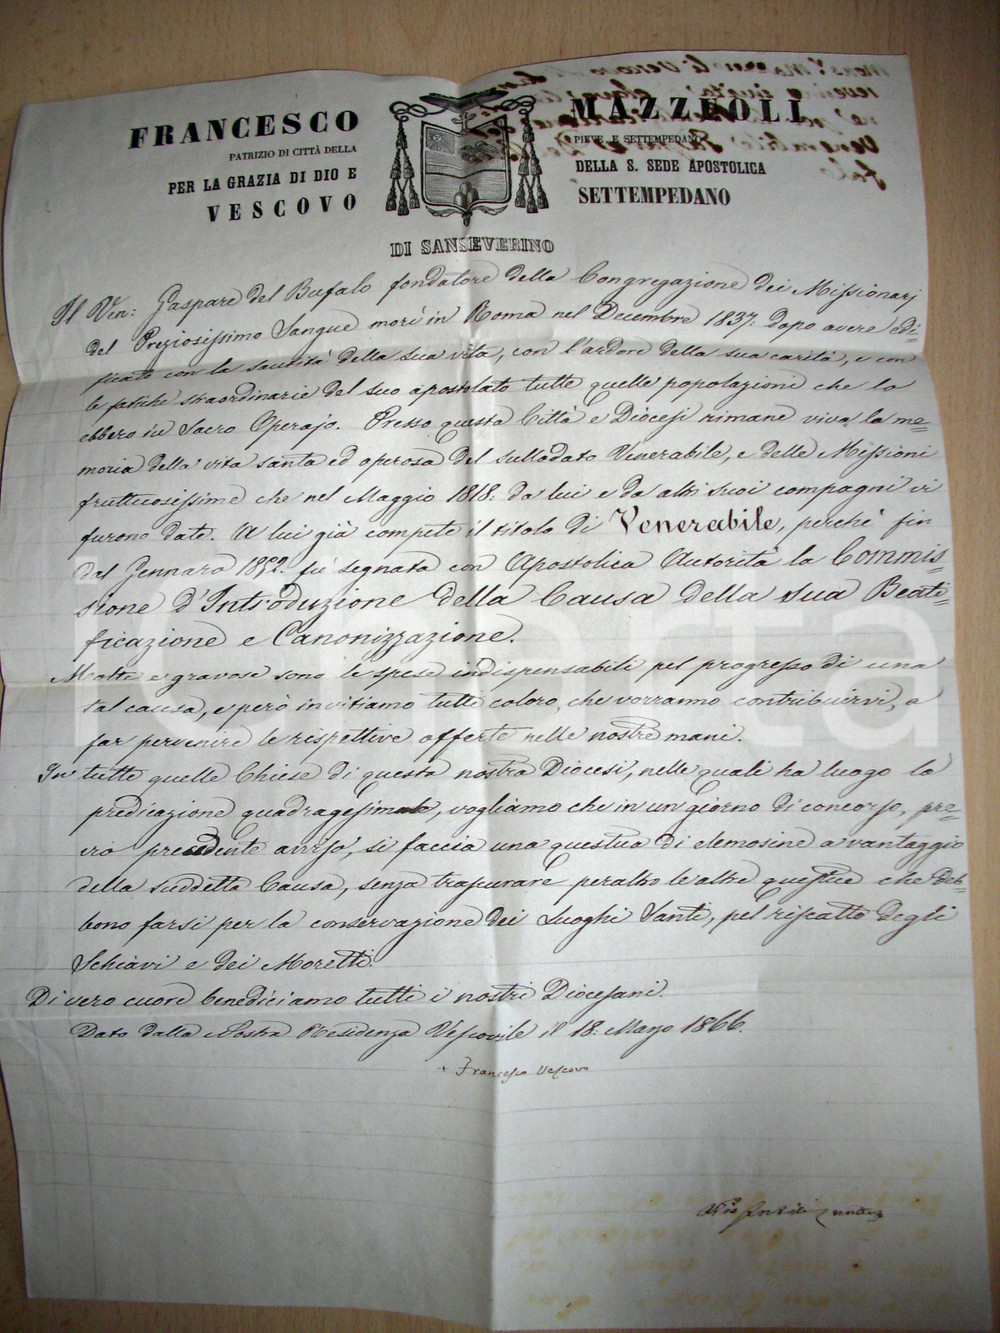 FRANCESCO MAZZEOLI
PATRIZIO DI CITTÀ DELLA PIEVE E SETTEMPEDANO
PER LA GRAZIA DI DIO E DELLA S. SEDE APOSTOLICA
VESCOVO SETTEMPEDANO
DI SANSEVERINO
Il Ven: Gaspare del Bufalo fondatore della Congregazione dei Missionarj
del Preziosissimo Sangue morì in Roma nel Decembre 1837: dopo avere edi=
ficato con la santità della sua vita, con l'ardore della sua carità, e con
le fatiche straordinarie del suo apostolato tutte quelle popolazioni che lo
ebbero in Sacro Operajo. Presso questa Città e Diocesi rimane viva la me=
moria della vita santa ed operosa del sullodato Venerabile, e delle Missioni
fruttuosissime che nel Maggio 1818: da lui e da altri suoi compagni vi
furono date. A lui già compete il titolo di Venerabile, perchè fin
dal Gennaro 1852. fù segnata con Apostolica Autorità la Commis=
sione d'Introduzione della Causa della sua Beati=
ficazione e Canonizzazione.
Molte e gravose sono le spese indispensabili pel progresso di una
tal causa, e però invitiamo tutti coloro, che vorranno contribuirvi, a
far pervenire le rispettive offerte nelle nostre mani.
In tutte quelle Chiese di questa nostra Diocesi, nelle quali ha luogo la
predicazione quadragesimale, vogliamo che in un giorno di concorso, pre=
vio precedente avviso, si faccia una questua di elemosine a vantaggio
della suddetta Causa, senza trascurare peraltro le altre questue che deb=
bono farsi per la conservazione dei Luoghi Santi, pel riscatto degli
Schiavi e dei Moretti.
Di vero cuore benediciamo tutti i nostri Diocesani.
Dato dalla Nostra Residenza Vescovile il 18. Marzo 1866.
+ Francesco Vescovo
iCharta